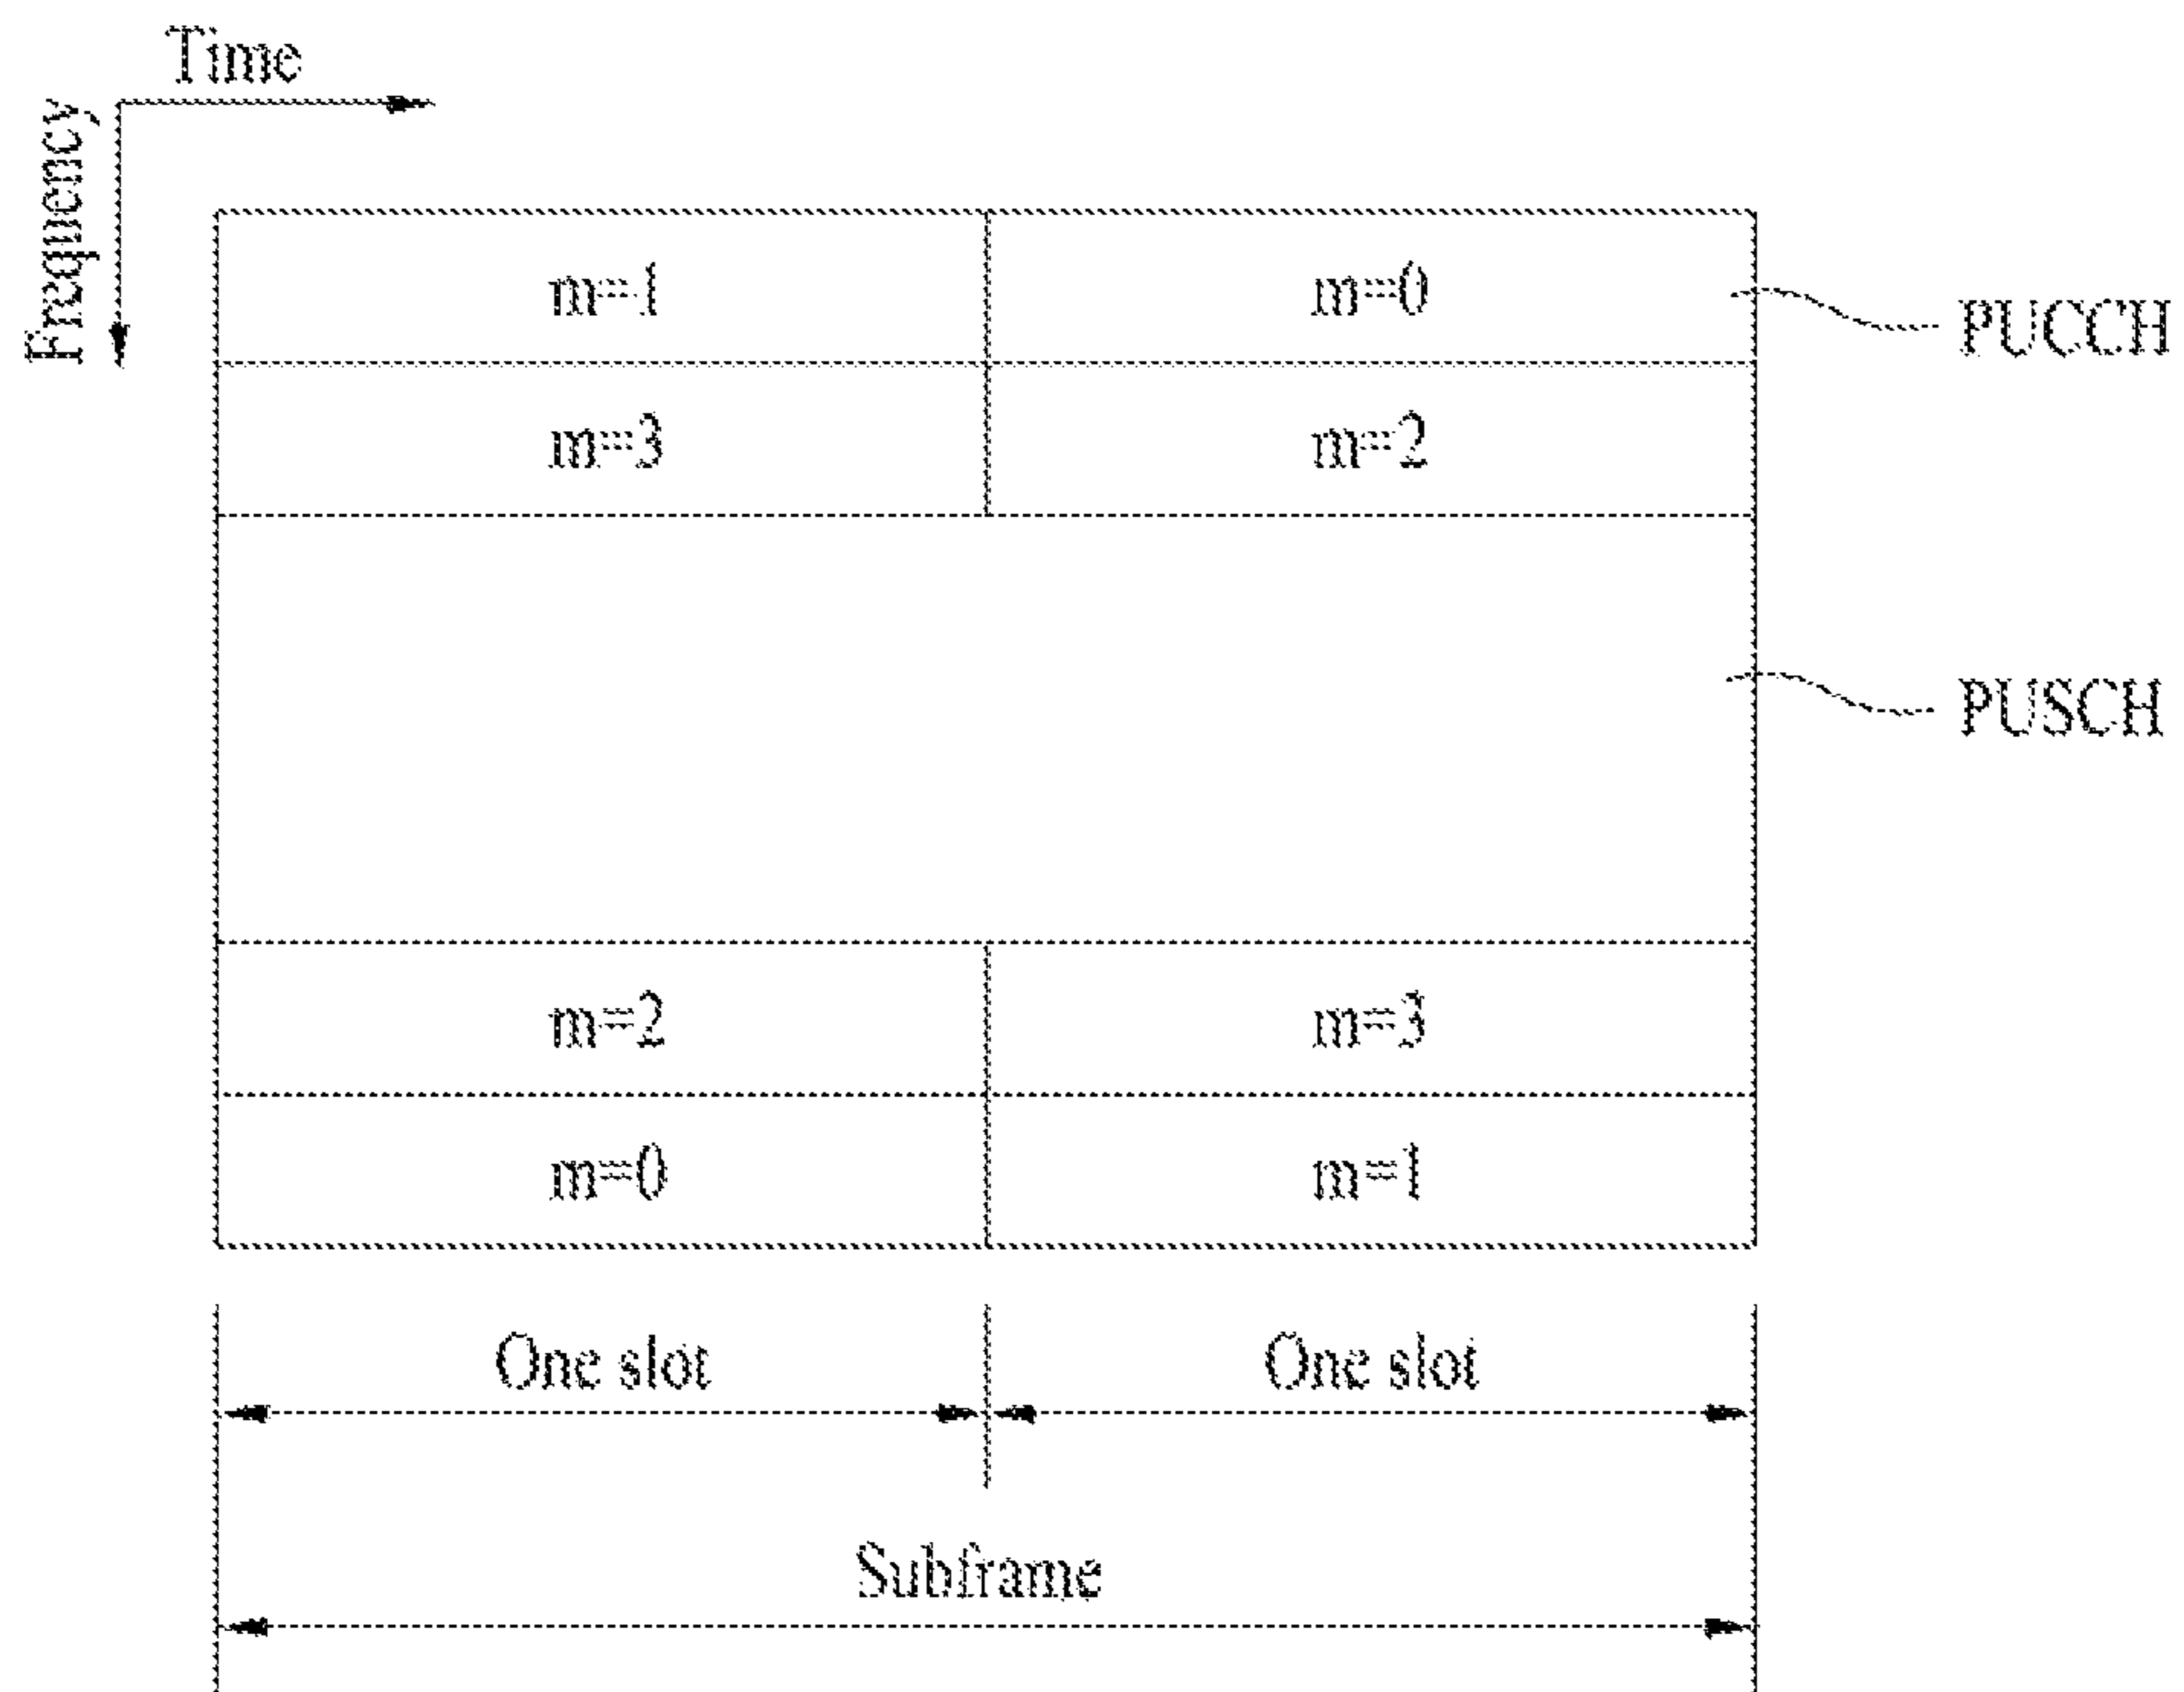 Time
Frequency
m=1
m=0
PUCCH
m=3
m=2
PUSCH
m=2
m=3
m=0
m=1
One slot
One slot
Subframe